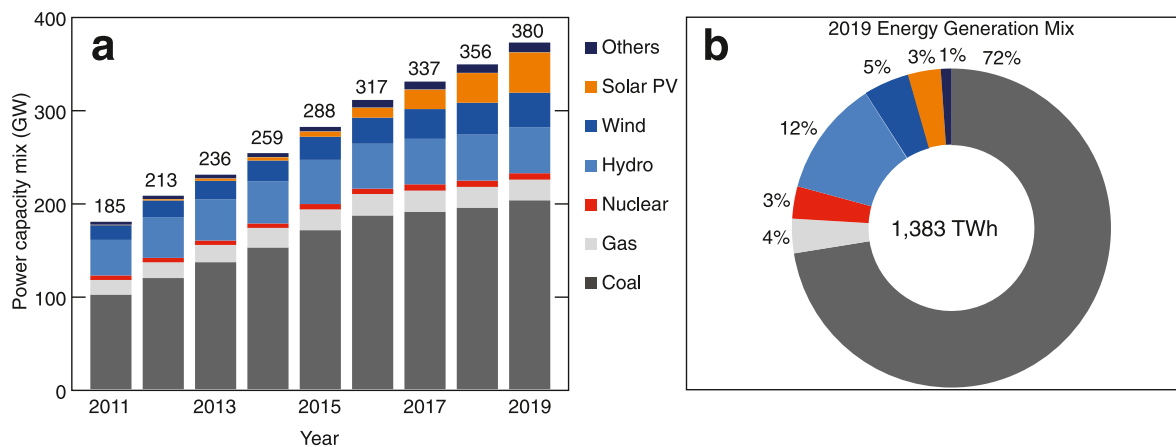 a
Power capacity mix (GW)
400
300
200
100
0
185
213
236
259
288
317
337
356
380
2011
2013
2015
2017
2019
Year
Others
Solar PV
Wind
Hydro
Nuclear
Gas
Coal
b
2019 Energy Generation Mix
72%
1%
3%
5%
12%
3%
4%
1,383 TWh